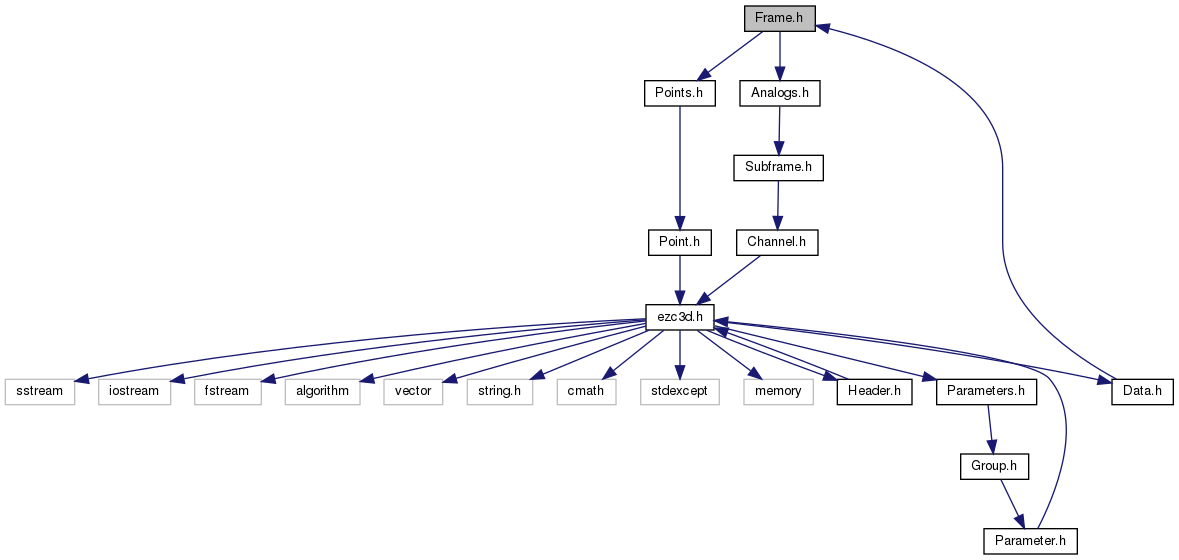 Frame.h
Points.h
Analogs.h
Subframe.h
Point.h
Channel.h
ezc3d.h
sstream
iostream
fstream
algorithm
vector
string.h
cmath
stdexcept
memory
Header.h
Parameters.h
Data.h
Group.h
Parameter.h